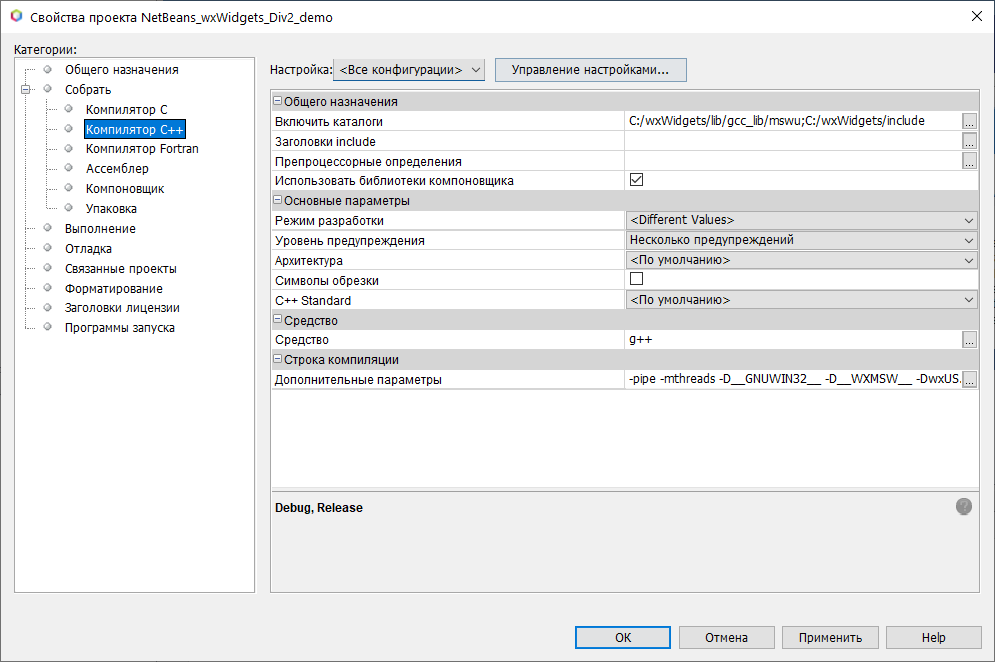 Свойства проекта NetBeans_wxWidgets_Div2_demo
Категории:
Общего назначения
Собрать
Компилятор C
Компилятор C++
Компилятор Fortran
Ассемблер
Компоновщик
Упаковка
Выполнение
Отладка
Связанные проекты
Форматирование
Заголовки лицензии
Программы запуска
Настройка: <Все конфигурации> Управление настройками...
Общего назначения
Включить каталоги C:/wxWidgets/lib/gcc_lib/mswu;C:/wxWidgets/include ...
Заголовки include ...
Препроцессорные определения ...
Использовать библиотеки компоновщика
Основные параметры
Режим разработки <Different Values>
Уровень предупреждения Несколько предупреждений
Архитектура <По умолчанию>
Символы обрезки
C++ Standard <По умолчанию>
Средство
Средство g++ ...
Строка компиляции
Дополнительные параметры -pipe -mthreads -D__GNUWIN32__ -D__WXMSW__ -DwxUS. ...
Debug, Release
?
OK Отмена Применить Help